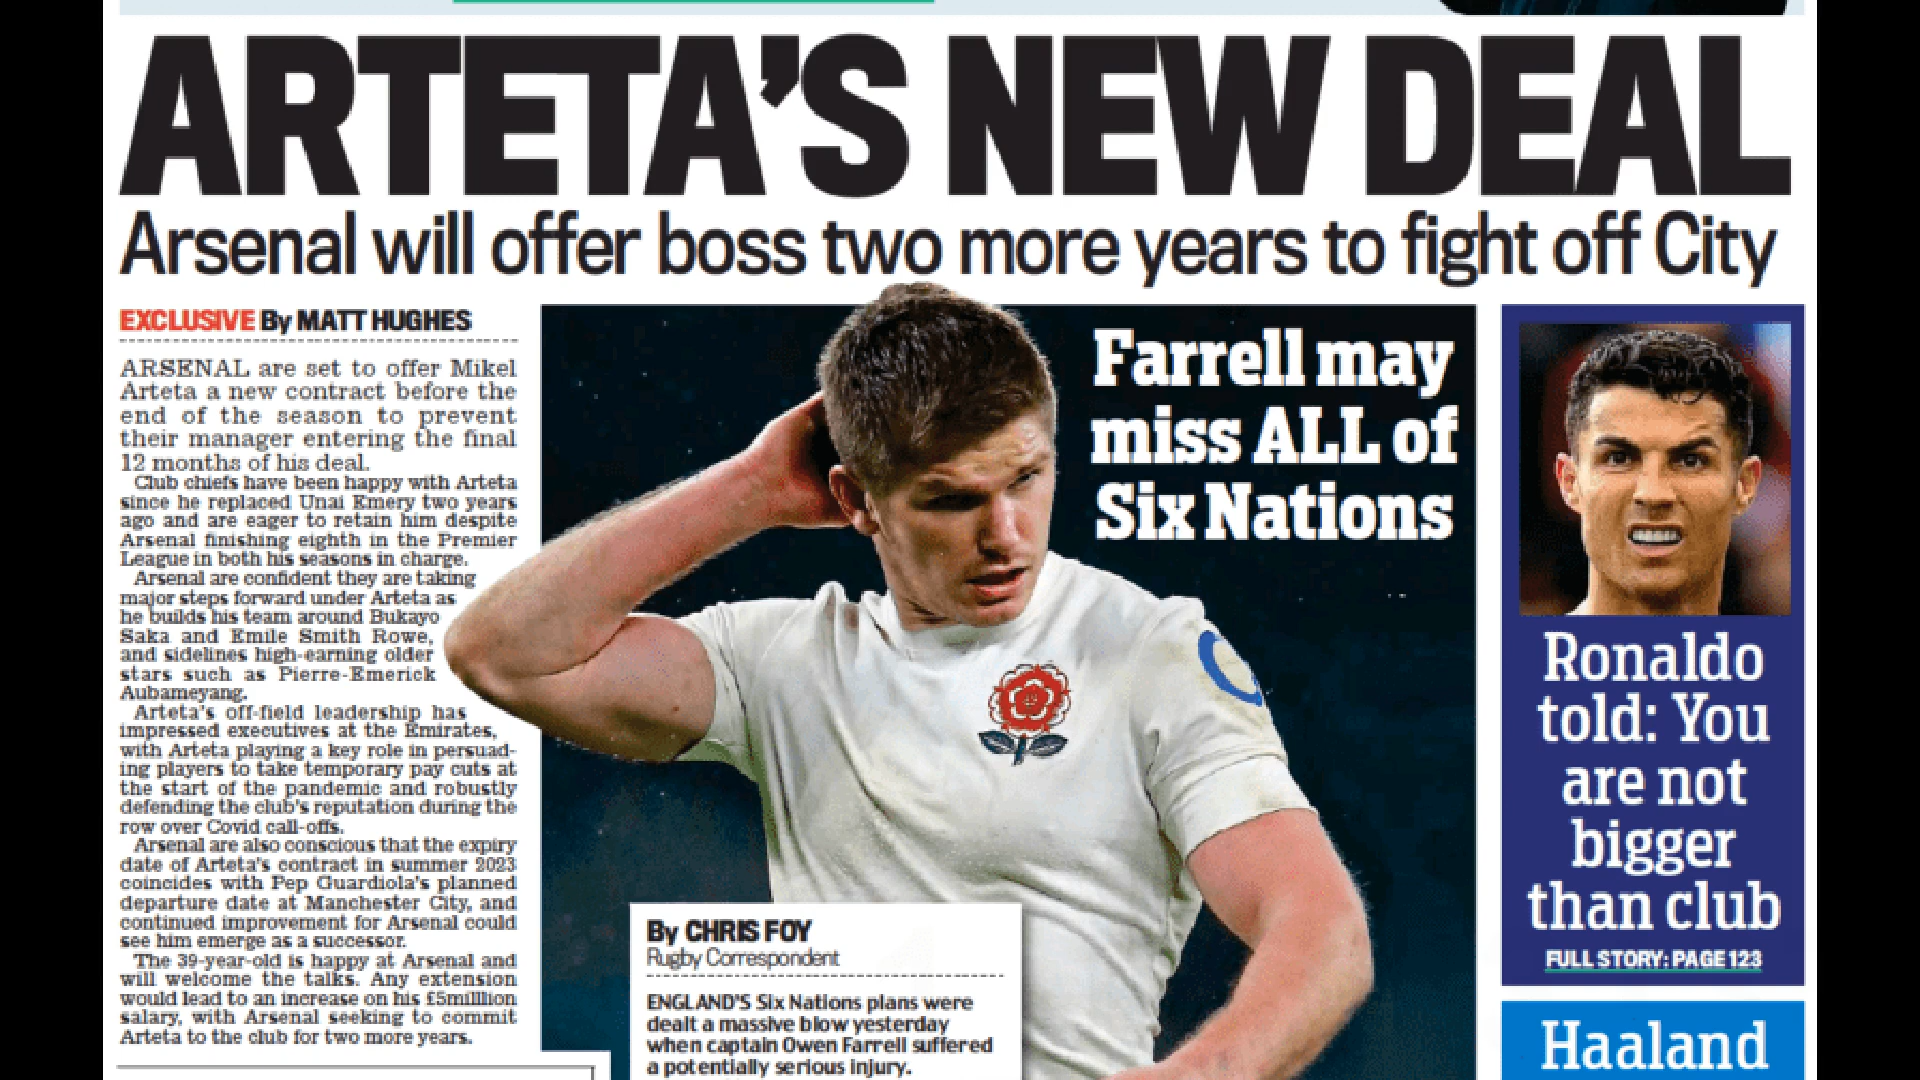 ARTETA'S NEW DEAL
Arsenal will offer boss two more years to fight off City
EXCLUSIVE By MATT HUGHES
ARSENAL are set to offer Mikel
Arteta a new contract before the
end of the season to prevent
their manager entering the final
12 months of his deal.
Club chiefs have been happy with Arteta
since he replaced Unai Emery two years
ago and are eager to retain him despite
Arsenal finishing eighth in the Premier
League in both his seasons in charge.
Arsenal are confident they are taking
major steps forward under Arteta as
he builds his team around Bukayo
Saka and Emile Smith Rowe,
and sidelines high-earning older
stars such as Pierre-Emerick
Aubameyang.
Arteta's off-field leadership has
impressed executives at the Emirates,
with Arteta playing a key role in persuad-
ing players to take temporary pay cuts at
the start of the pandemic and robustly
defending the club's reputation during the
row over Covid call-offs.
Arsenal are also conscious that the expiry
date of Arteta's contract in summer 2023
coincides with Pep Guardiola's planned
departure date at Manchester City, and
continued improvement for Arsenal could
see him emerge as a successor.
The 39-year-old is happy at Arsenal and
will welcome the talks. Any extension
would lead to an increase on his £5milllion
salary, with Arsenal seeking to commit
Arteta to the club for two more years.
Farrell may
miss ALL of
Six Nations
By CHRIS FOY
Rugby Correspondent
ENGLAND'S Six Nations plans were
dealt a massive blow yesterday
when captain Owen Farrell suffered
a potentially serious injury.
Ronaldo
told: You
are not
bigger
than club
FULL STORY: PAGE 123
Haaland